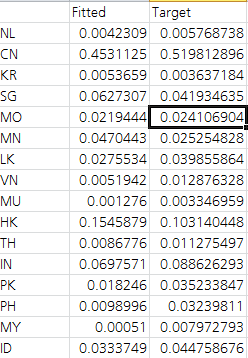 Fitted Target
NL 0.0042309 0.005768738
CN 0.4531125 0.519812896
KR 0.0053659 0.003637184
SG 0.0627307 0.041934635
MO 0.0219444 0.024106904
MN 0.0470443 0.025254828
LK 0.0275534 0.039855864
VN 0.0051942 0.012876328
MU 0.001276 0.003346959
HK 0.1545879 0.103140448
TH 0.0086776 0.011275497
IN 0.0697571 0.088626293
PK 0.018246 0.035233847
PH 0.0098996 0.03239811
MY 0.00051 0.007972793
ID 0.0333749 0.044758676